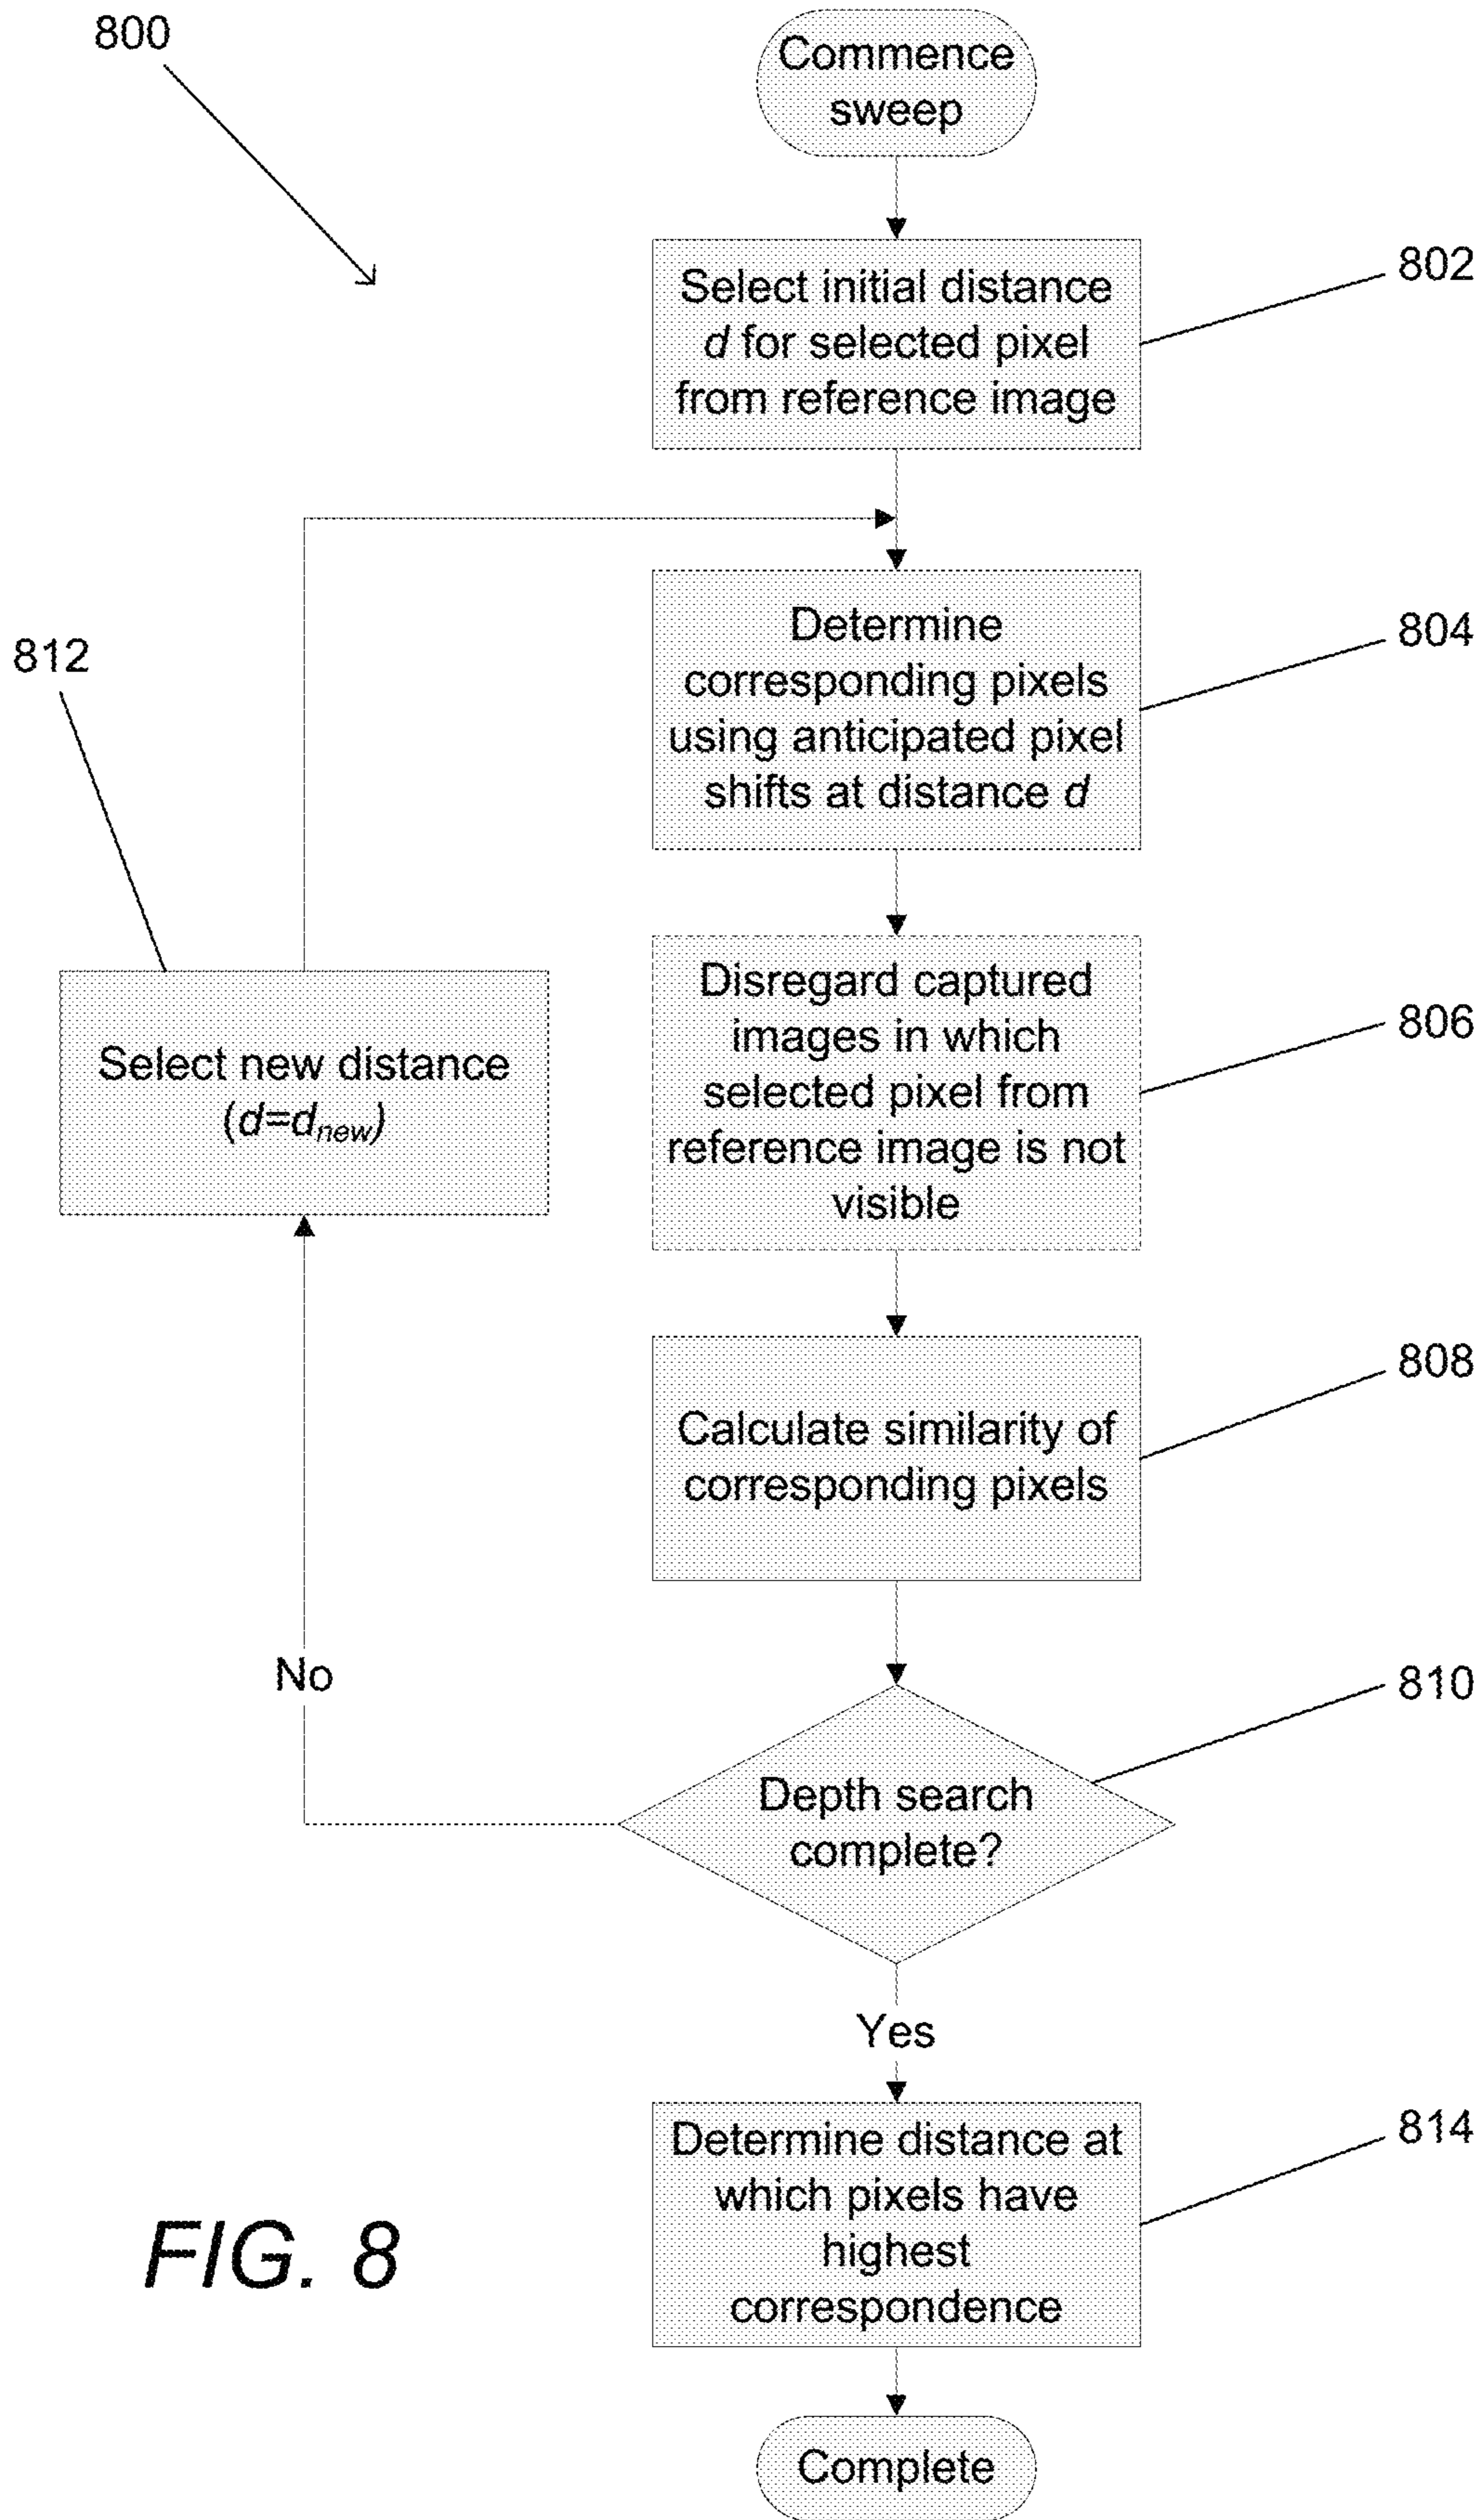 800
Commence
sweep
Select initial distance
d for selected pixel
from reference image
802
Determine
corresponding pixels
using anticipated pixel
shifts at distance d
804
812
Select new distance
(d=dnew)
Disregard captured
images in which
selected pixel from
reference image is not
visible
806
Calculate similarity of
corresponding pixels
808
No
Depth search
complete?
810
Yes
Determine distance at
which pixels have
highest
correspondence
814
FIG. 8
Complete